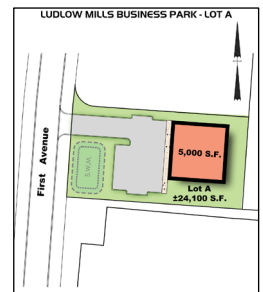 LUDLOW MILLS BUSINESS PARK - LOT A
First Avenue
S.W.M.
5,000 S.F.
Lot A
±24,100 S.F.